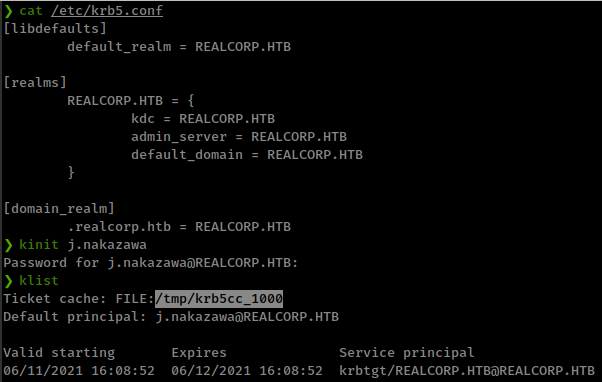 ❯ cat /etc/krb5.conf
[libdefaults]
        default_realm = REALCORP.HTB

[realms]
        REALCORP.HTB = {
                kdc = REALCORP.HTB
                admin_server = REALCORP.HTB
                default_domain = REALCORP.HTB
        }

[domain_realm]
        .realcorp.htb = REALCORP.HTB
❯ kinit j.nakazawa
Password for j.nakazawa@REALCORP.HTB:
❯ klist
Ticket cache: FILE:/tmp/krb5cc_1000
Default principal: j.nakazawa@REALCORP.HTB

Valid starting       Expires              Service principal
06/11/2021 16:08:52  06/12/2021 16:08:52  krbtgt/REALCORP.HTB@REALCORP.HTB